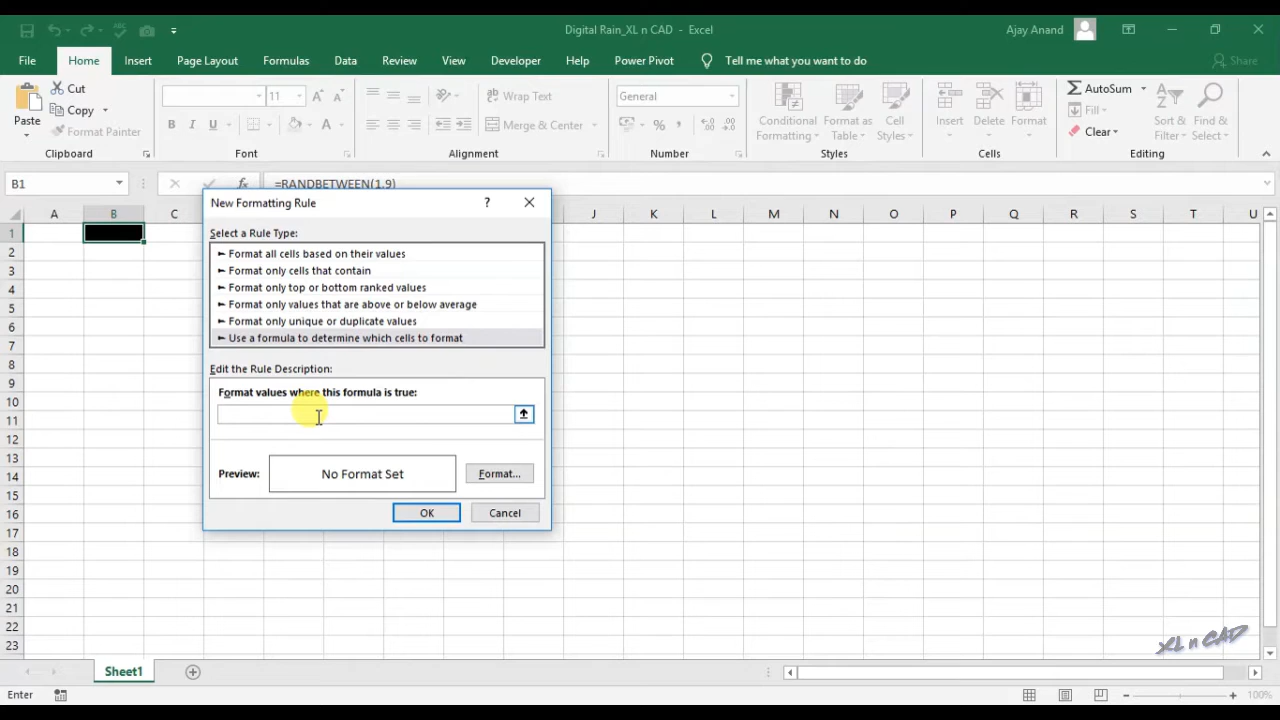 Digital Rain_XL n CAD - Excel
Ajay Anand
File Home Insert Page Layout Formulas Data Review View Developer Help Power Pivot Tell me what you want to do Share
Cut
Copy
Format Painter
Paste
Clipboard
11
B I U
Font
Wrap Text
Merge & Center
Alignment
General
%
Number
Conditional Formatting
Format as Table
Cell Styles
Styles
Insert
Delete
Format
Cells
AutoSum
Fill
Clear
Sort & Filter
Find & Select
Editing
B1
fx
=RANDBETWEEN(1,9)
A B C J K L M N O P Q R S T U
1
2
3
4
5
6
7
8
9
10
11
12
13
14
15
16
17
18
19
20
21
22
23
New Formatting Rule
?
Select a Rule Type:
► Format all cells based on their values
► Format only cells that contain
► Format only top or bottom ranked values
► Format only values that are above or below average
► Format only unique or duplicate values
► Use a formula to determine which cells to format
Edit the Rule Description:
Format values where this formula is true:
Preview:
No Format Set
Format...
OK
Cancel
XL n CAD
Sheet1
Enter
100%